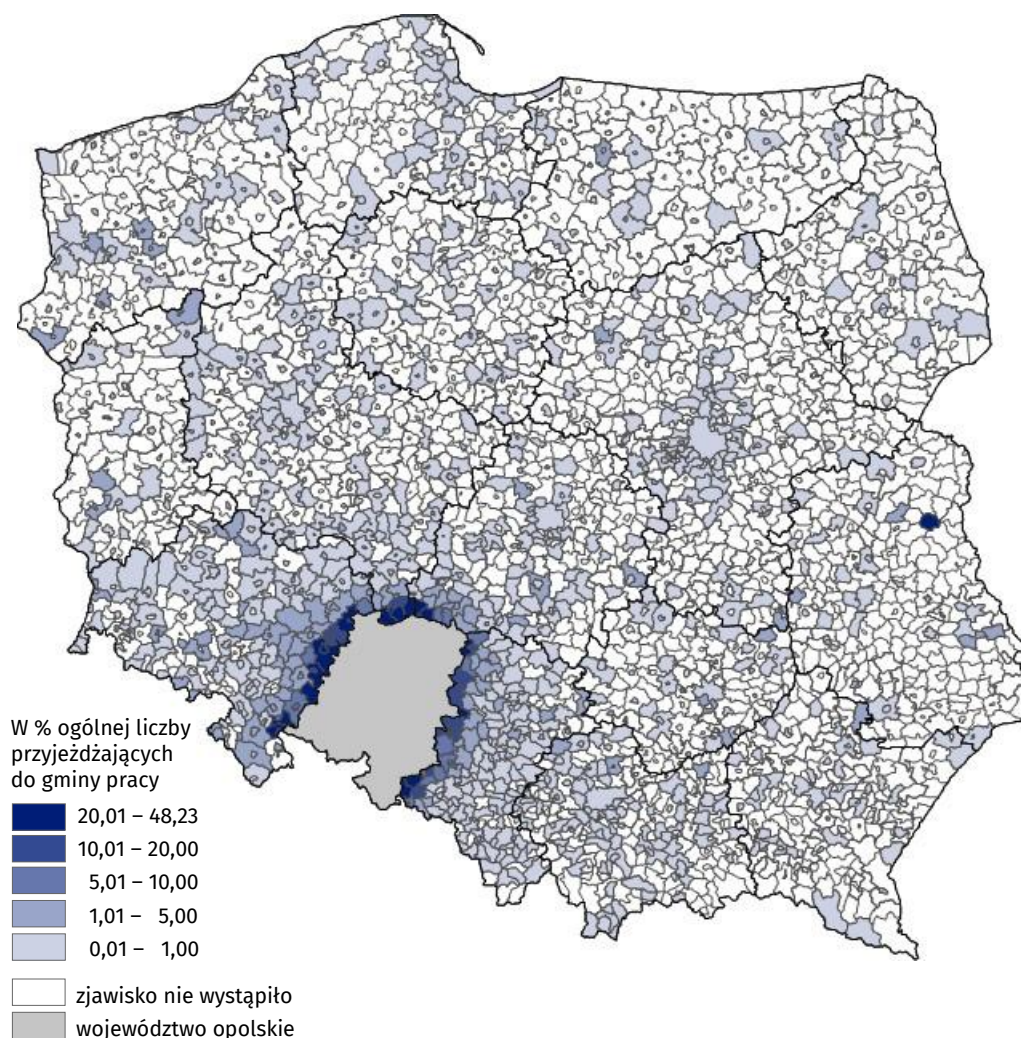 W % ogólnej liczby
przyjeżdżających
do gminy pracy
20,01 – 48,23
10,01 – 20,00
5,01 – 10,00
1,01 – 5,00
0,01 – 1,00
zjawisko nie wystąpiło
województwo opolskie